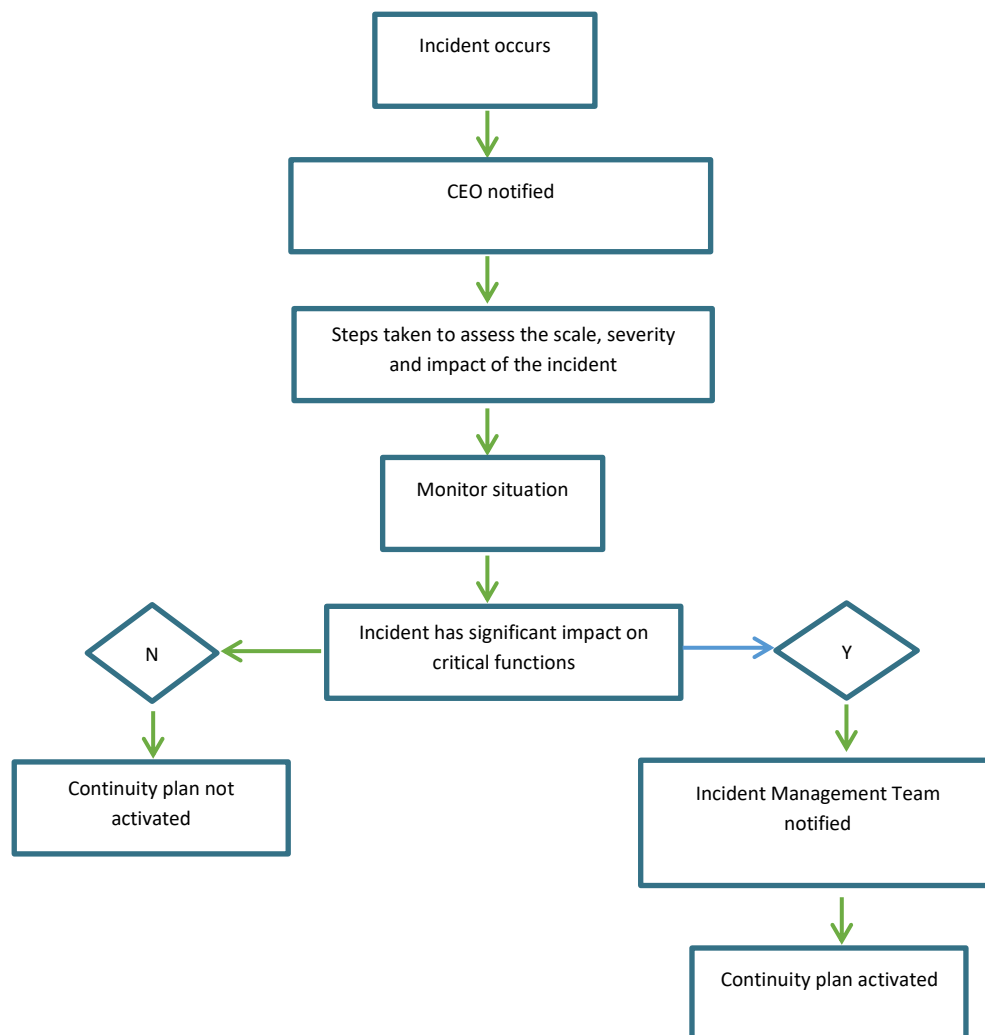 Incident occurs
CEO notified
Steps taken to assess the scale, severity
and impact of the incident
Monitor situation
Incident has significant impact on
critical functions
N
Y
Continuity plan not
activated
Incident Management Team
notified
Continuity plan activated